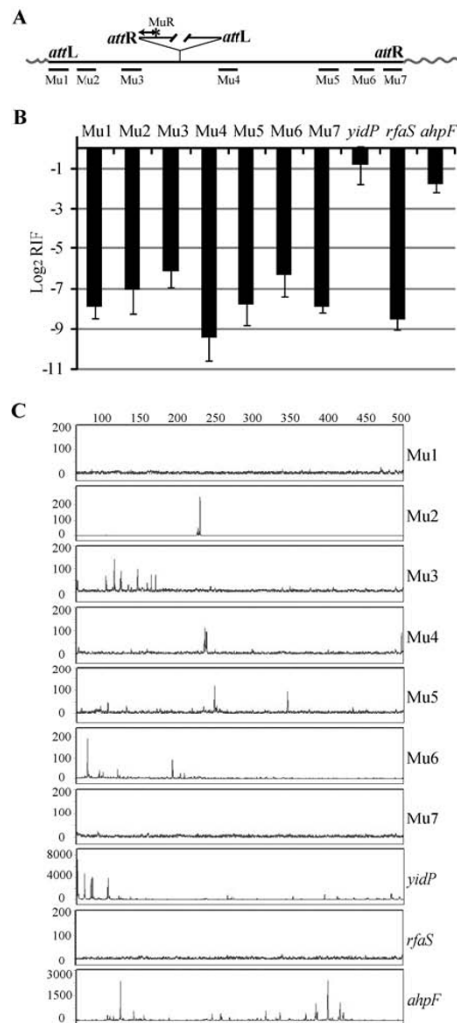 A
MuR
attR attL
attL attR
Mu1 Mu2 Mu3 Mu4 Mu5 Mu6 Mu7
B
Mu1 Mu2 Mu3 Mu4 Mu5 Mu6 Mu7 yidP rfaS ahpF
-1
-3
-5
-7
-9
-11
Log2 RIF
C
100 150 200 250 300 350 400 450 500
200
100
0
Mu1
200
100
0
Mu2
200
100
0
Mu3
200
100
0
Mu4
200
100
0
Mu5
200
100
0
Mu6
200
100
0
Mu7
8000
4000
0
yidP
200
100
0
rfaS
3000
1500
0
ahpF